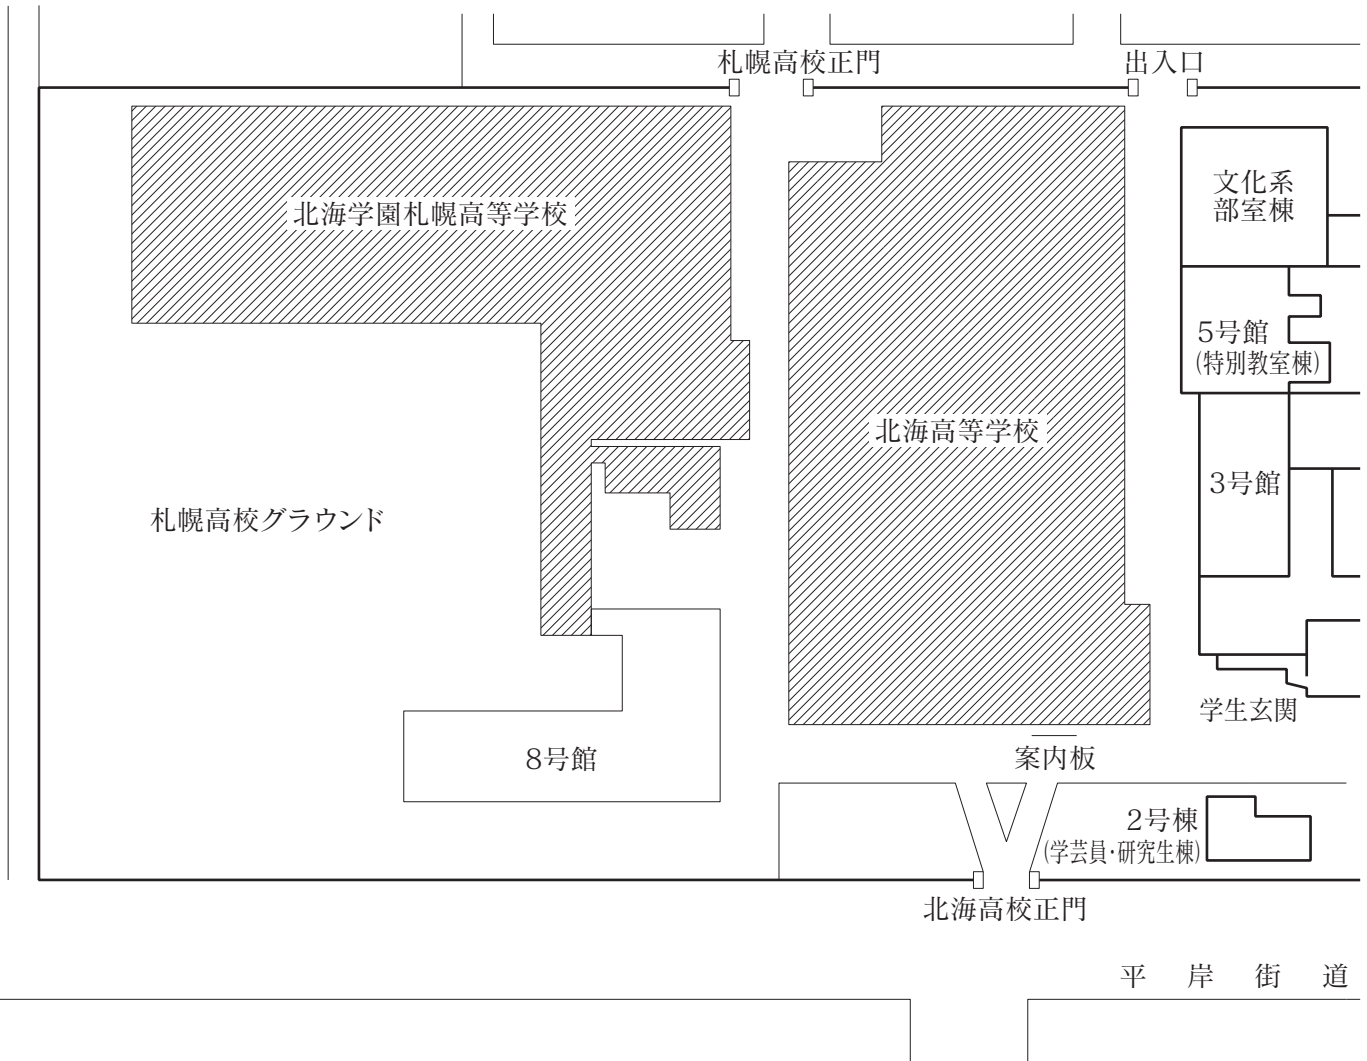 札幌高校正門
出入口
文化系
部室棟
北海学園札幌高等学校
5号館
(特別教室棟)
北海高等学校
3号館
札幌高校グラウンド
学生玄関
8号館
案内板
2号棟
(学芸員・研究生棟)
北海高校正門
平岸街道